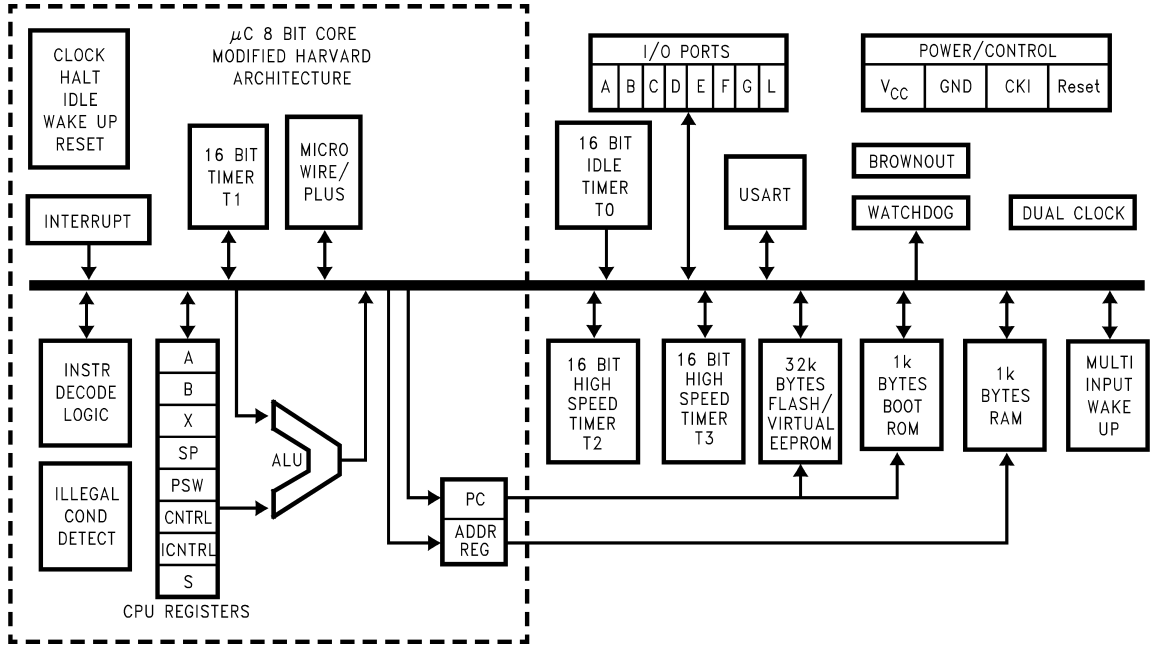 μC 8 BIT CORE
MODIFIED HARVARD
ARCHITECTURE
CLOCK
HALT
IDLE
WAKE UP
RESET
16 BIT
TIMER
T1
MICRO
WIRE/
PLUS
INTERRUPT
I/O PORTS
A B C D E F G L
POWER/CONTROL
VCC GND CKI Reset
16 BIT
IDLE
TIMER
T0
USART
BROWNOUT
WATCHDOG
DUAL CLOCK
INSTR
DECODE
LOGIC
ILLEGAL
COND
DETECT
A
B
X
SP
PSW
CNTRL
ICNTRL
S
CPU REGISTERS
ALU
PC
ADDR
REG
16 BIT
HIGH
SPEED
TIMER
T2
16 BIT
HIGH
SPEED
TIMER
T3
32k
BYTES
FLASH/
VIRTUAL
EEPROM
1k
BYTES
BOOT
ROM
1k
BYTES
RAM
MULTI
INPUT
WAKE
UP